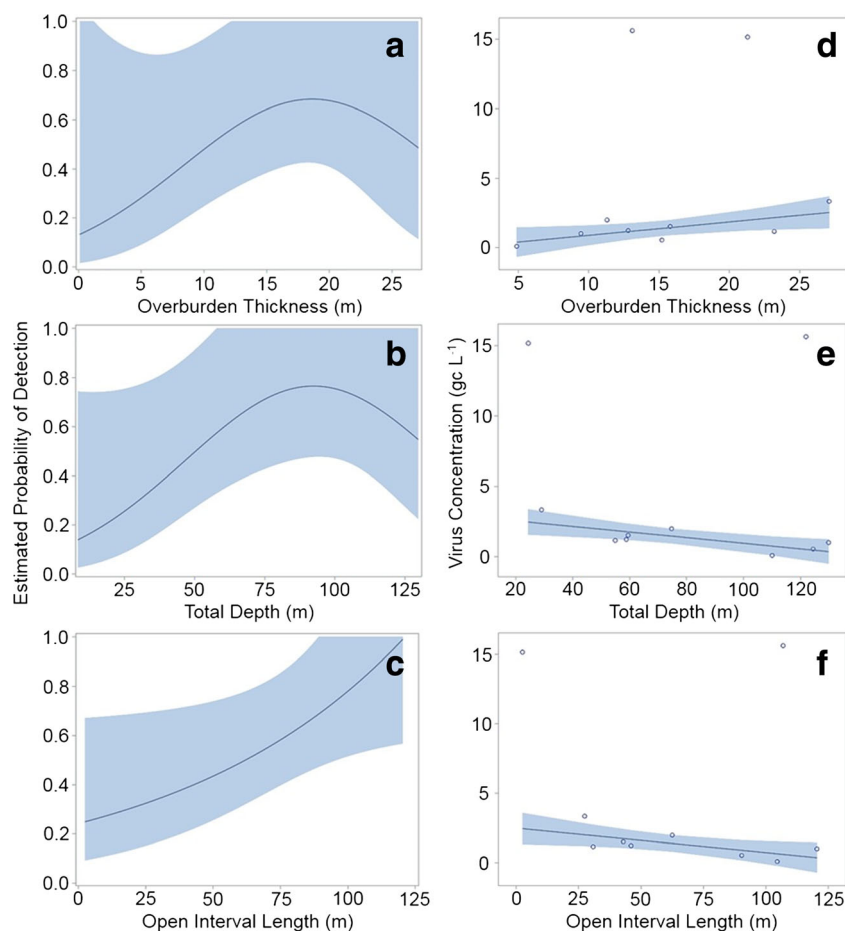 a
1.0
0.8
0.6
0.4
0.2
0.0
0 5 10 15 20 25
Overburden Thickness (m)
d
15
10
5
0
5 10 15 20 25
Overburden Thickness (m)
Estimated Probability of Detection
b
1.0
0.8
0.6
0.4
0.2
0.0
25 50 75 100 125
Total Depth (m)
Virus Concentration (gc L⁻¹)
e
15
10
5
0
20 40 60 80 100 120
Total Depth (m)
c
1.0
0.8
0.6
0.4
0.2
0.0
0 25 50 75 100 125
Open Interval Length (m)
f
15
10
5
0
0 25 50 75 100 125
Open Interval Length (m)